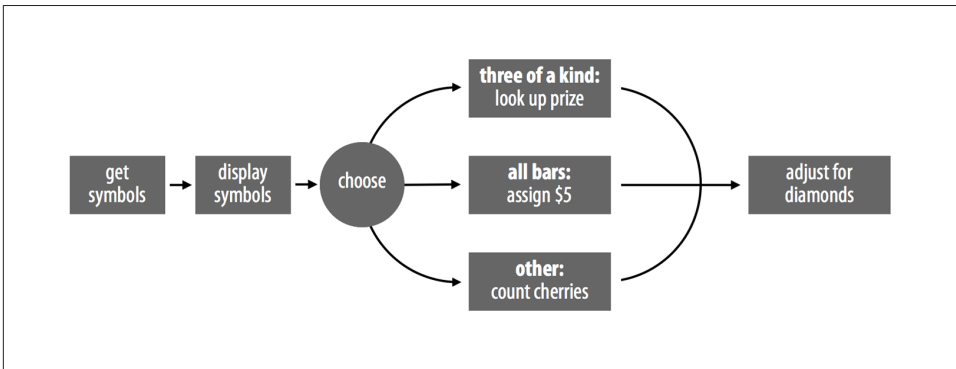 get
symbols
display
symbols
choose
three of a kind:
look up prize
all bars:
assign $5
other:
count cherries
adjust for
diamonds